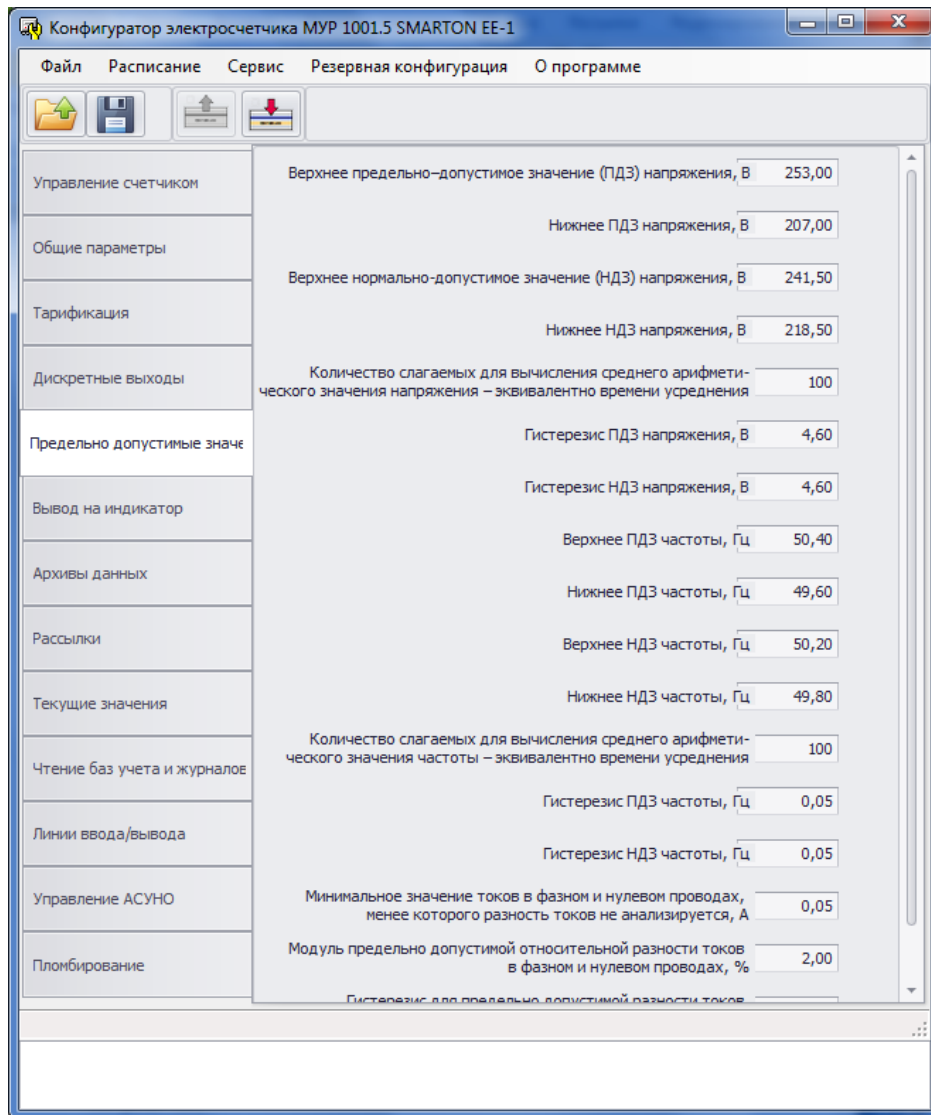 Конфигуратор электросчетчика МУР 1001.5 SMARTON EE-1
Файл Расписание Сервис Резервная конфигурация О программе
Управление счетчиком
Общие параметры
Тарификация
Дискретные выходы
Предельно допустимые значе
Вывод на индикатор
Архивы данных
Рассылки
Текущие значения
Чтение баз учета и журналов
Линии ввода/вывода
Управление АСУНО
Пломбирование
Верхнее предельно–допустимое значение (ПДЗ) напряжения, В 253,00
Нижнее ПДЗ напряжения, В 207,00
Верхнее нормально-допустимое значение (НДЗ) напряжения, В 241,50
Нижнее НДЗ напряжения, В 218,50
Количество слагаемых для вычисления среднего арифмети-
ческого значения напряжения – эквивалентно времени усреднения 100
Гистерезис ПДЗ напряжения, В 4,60
Гистерезис НДЗ напряжения, В 4,60
Верхнее ПДЗ частоты, Гц 50,40
Нижнее ПДЗ частоты, Гц 49,60
Верхнее НДЗ частоты, Гц 50,20
Нижнее НДЗ частоты, Гц 49,80
Количество слагаемых для вычисления среднего арифмети-
ческого значения частоты – эквивалентно времени усреднения 100
Гистерезис ПДЗ частоты, Гц 0,05
Гистерезис НДЗ частоты, Гц 0,05
Минимальное значение токов в фазном и нулевом проводах,
менее которого разность токов не анализируется, А 0,05
Модуль предельно допустимой относительной разности токов
в фазном и нулевом проводах, % 2,00
Гистерезис для предельно допустимой разности токов